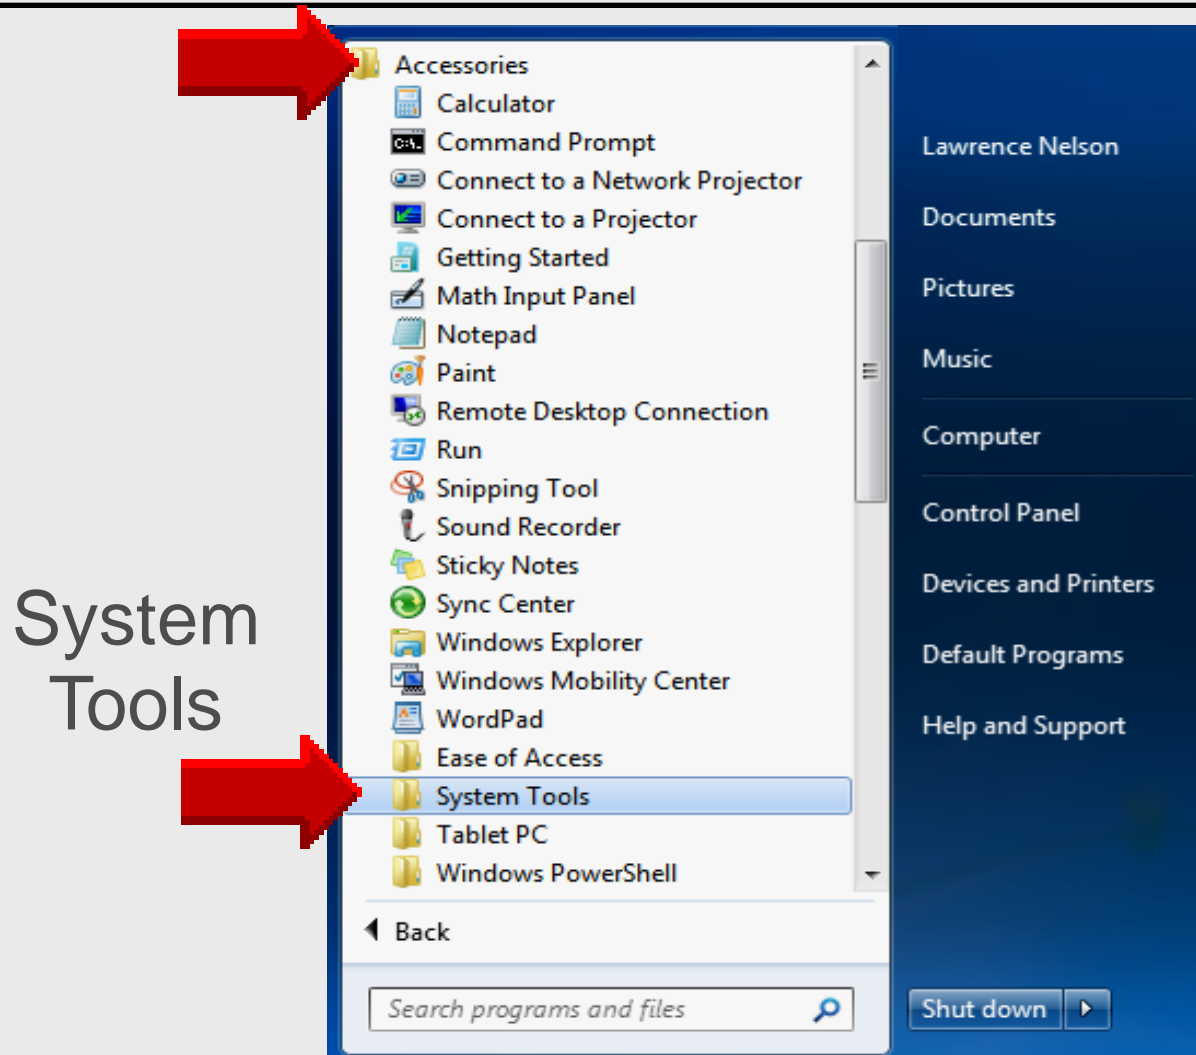 System
Tools
Accessories
Calculator
C:\.
Command Prompt
Connect to a Network Projector
Connect to a Projector
Getting Started
Math Input Panel
Notepad
Paint
Remote Desktop Connection
Run
Snipping Tool
Sound Recorder
Sticky Notes
Sync Center
Windows Explorer
Windows Mobility Center
WordPad
Ease of Access
System Tools
Tablet PC
Windows PowerShell
Back
Search programs and files
Lawrence Nelson
Documents
Pictures
Music
Computer
Control Panel
Devices and Printers
Default Programs
Help and Support
Shut down